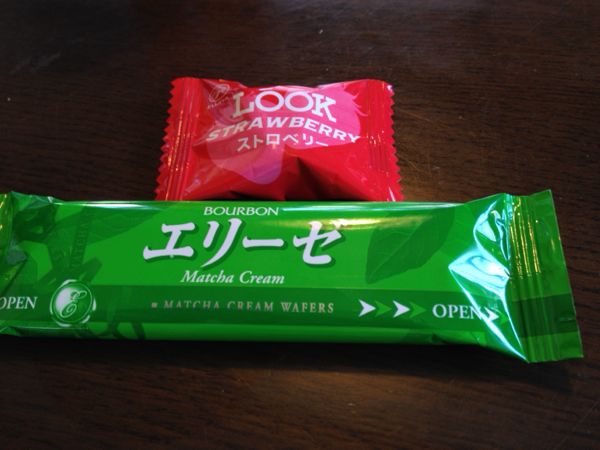 LOOK
STRAWBERRY
ストロベリー
BOURBON
エリーゼ
Matcha Cream
OPEN E MATCHA CREAM WAFERS OPEN